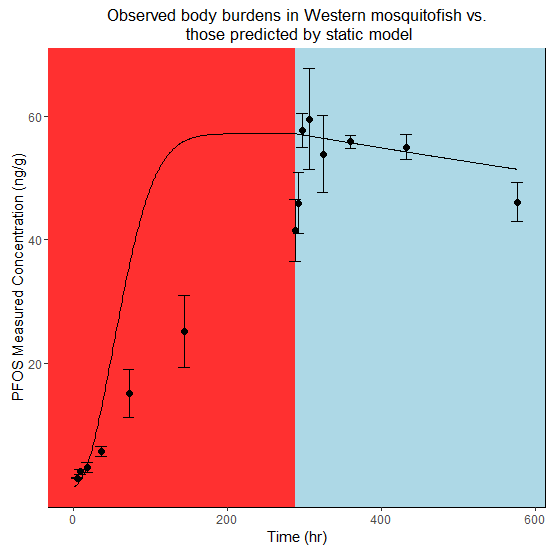 Observed body burdens in Western mosquitofish vs.
those predicted by static model
PFOS Measured Concentration (ng/g)
60
40
20
0
200
400
600
Time (hr)